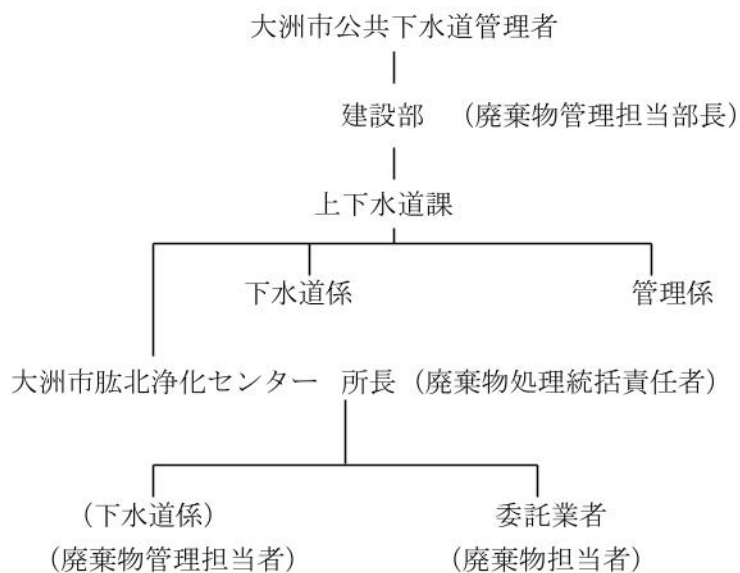 大洲市公共下水道管理者
建設部 （廃棄物管理担当部長）
上下水道課
下水道係 管理係
大洲市肱北浄化センター 所長（廃棄物処理統括責任者）
（下水道係） 委託業者
（廃棄物管理担当者） （廃棄物担当者）